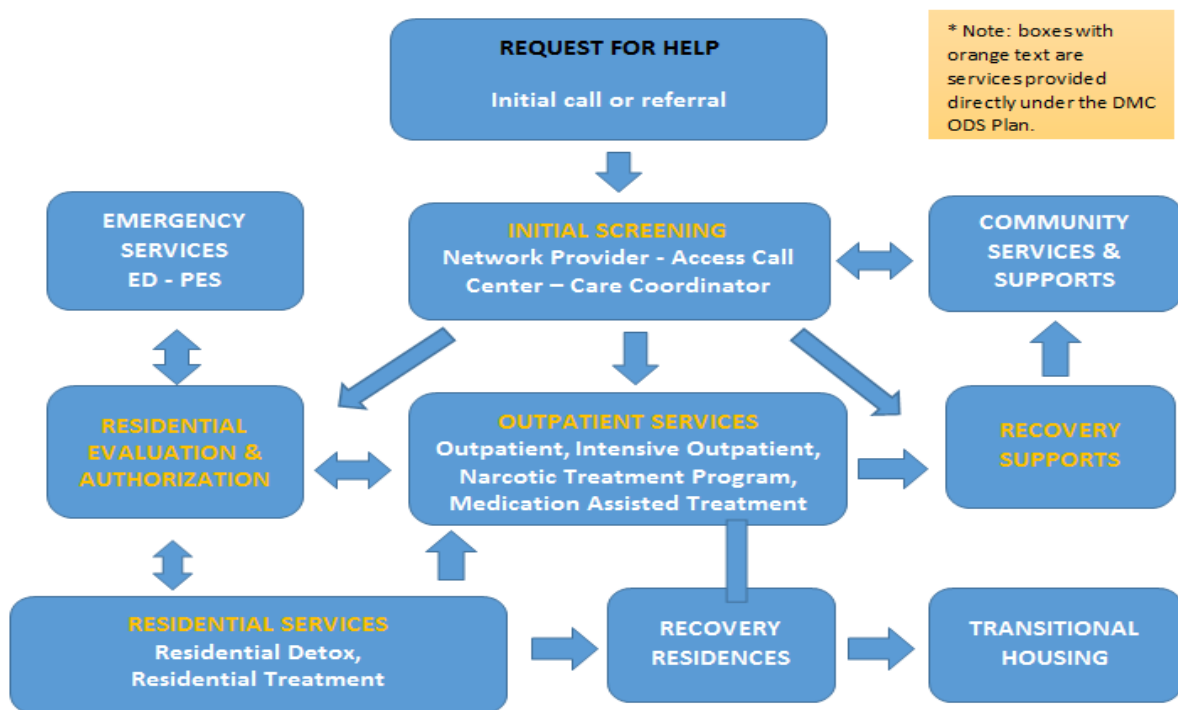 REQUEST FOR HELP
Initial call or referral
* Note: boxes with
orange text are
services provided
directly under the DMC
ODS Plan.
EMERGENCY
SERVICES
ED - PES
INITIAL SCREENING
Network Provider - Access Call
Center – Care Coordinator
COMMUNITY
SERVICES &
SUPPORTS
RESIDENTIAL
EVALUATION &
AUTHORIZATION
OUTPATIENT SERVICES
Outpatient, Intensive Outpatient,
Narcotic Treatment Program,
Medication Assisted Treatment
RECOVERY
SUPPORTS
RESIDENTIAL SERVICES
Residential Detox,
Residential Treatment
RECOVERY
RESIDENCES
TRANSITIONAL
HOUSING